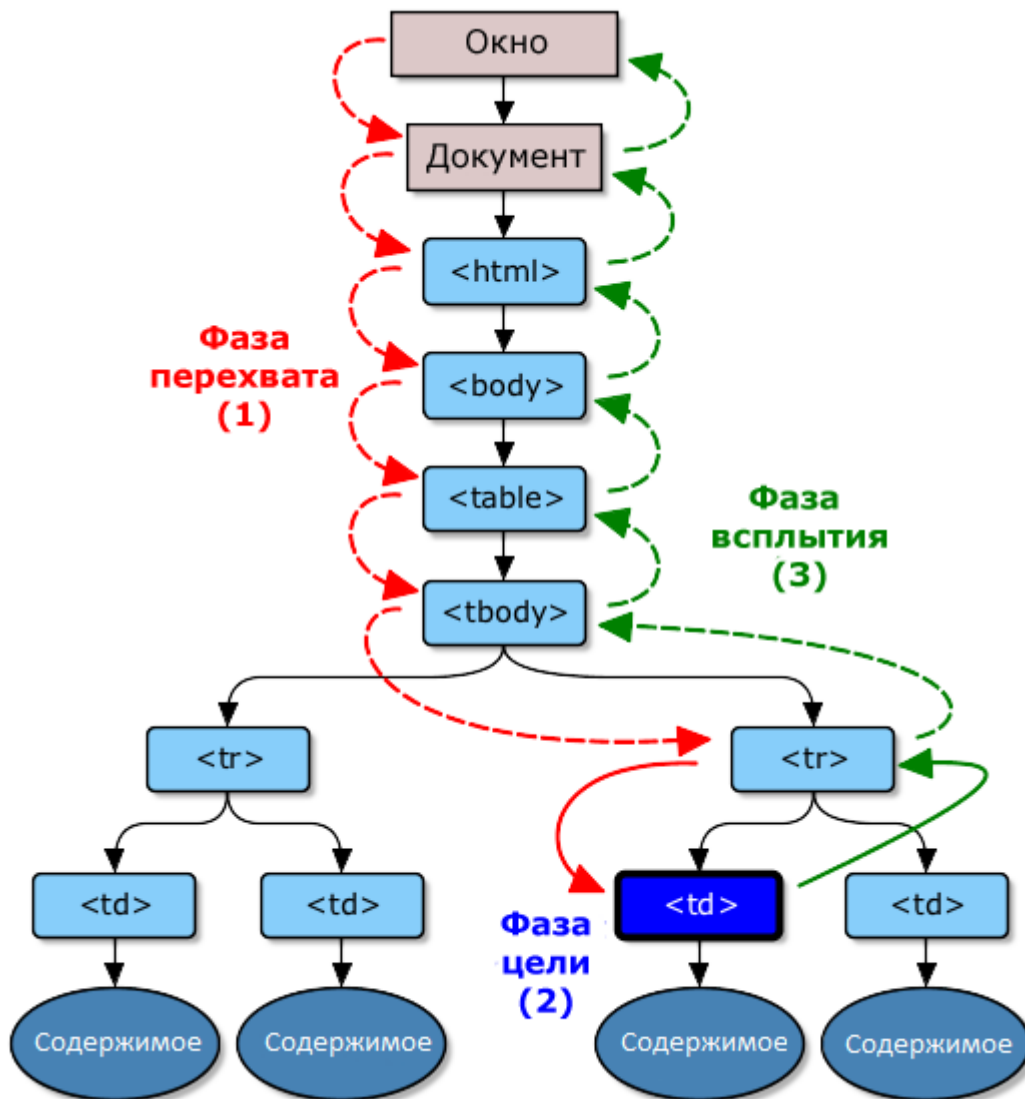 Окно
Документ
<html>
Фаза
перехвата
(1)
<body>
<table>
Фаза
всплытия
(3)
<tbody>
<tr>
<tr>
<td>
<td>
<td>
<td>
Фаза
цели
(2)
Содержимое
Содержимое
Содержимое
Содержимое